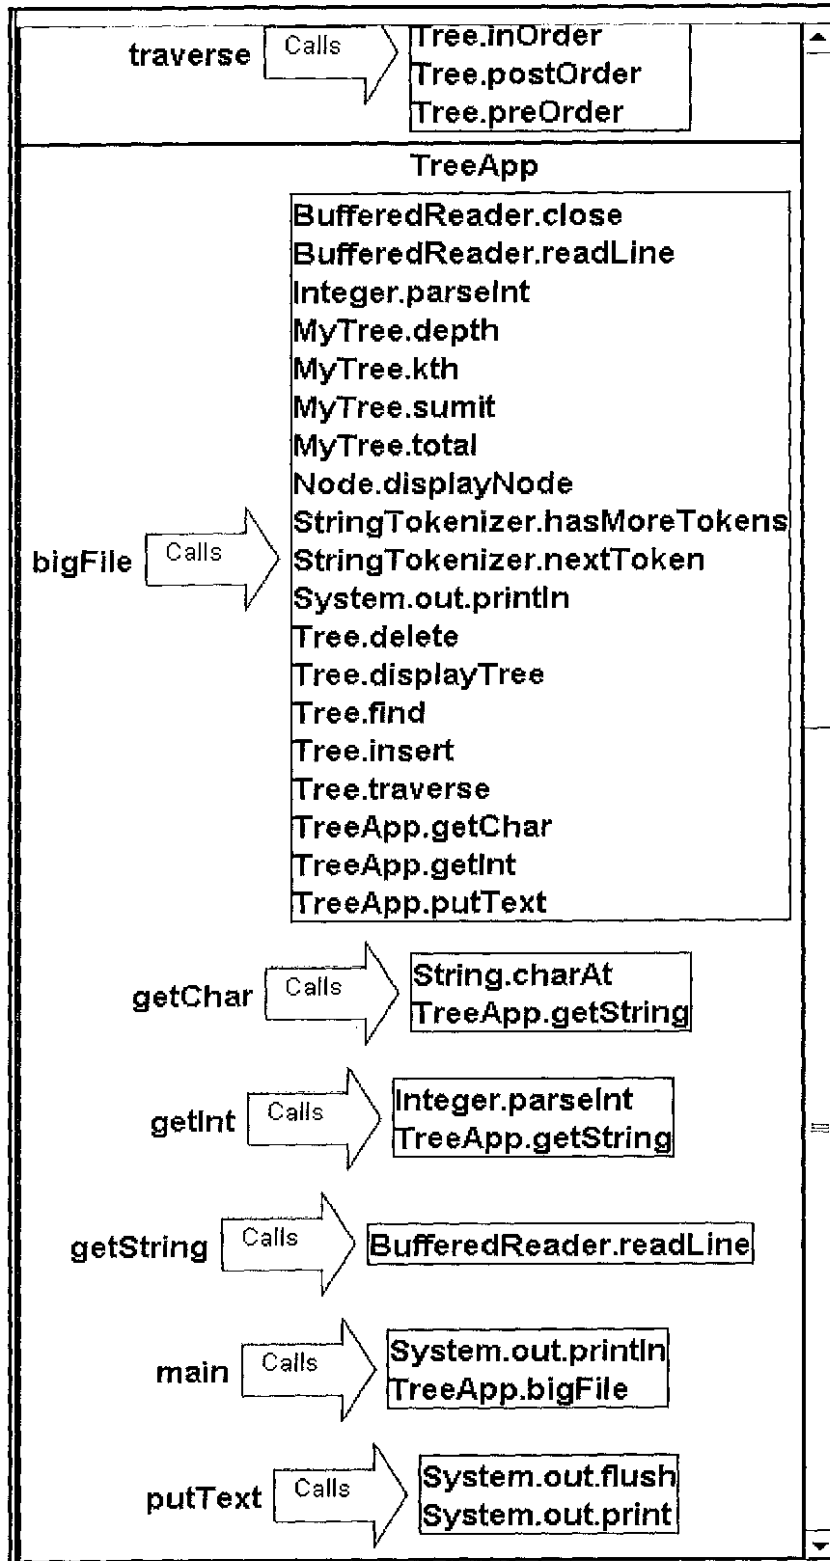 traverse Calls Tree.inOrder
Tree.postOrder
Tree.preOrder
TreeApp
bigFile Calls
BufferedReader.close
BufferedReader.readLine
Integer.parseInt
MyTree.depth
MyTree.kth
MyTree.sumit
MyTree.total
Node.displayNode
StringTokenizer.hasMoreTokens
StringTokenizer.nextToken
System.out.println
Tree.delete
Tree.displayTree
Tree.find
Tree.insert
Tree.traverse
TreeApp.getChar
TreeApp.getInt
TreeApp.putText
getChar Calls
String.charAt
TreeApp.getString
getInt Calls
Integer.parseInt
TreeApp.getString
getString Calls BufferedReader.readLine
main Calls
System.out.println
TreeApp.bigFile
putText Calls
System.out.flush
System.out.print